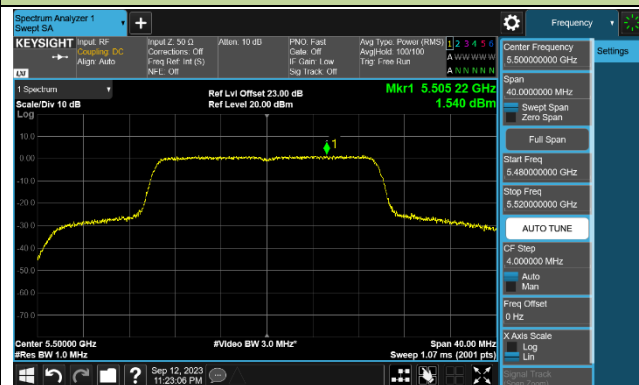 Spectrum Analyzer 1
Swept SA
+
Frequency
KEYSIGHT
Input: RF
Coupling: DC
Align: Auto
Input Z: 50 Ω
Corrections: Off
Freq Ref: Int (S)
NFE: Off
Atten: 10 dB
PNO: Fast
Gate: Off
IF Gain: Low
Sig Track: Off
Avg Type: Power (RMS)
Avg|Hold: 100/100
Trig: Free Run
1 2 3 4 5 6
A W W W W W
A N N N N N
LXI
1 Spectrum
Scale/Div 10 dB
Log
Ref Lvl Offset 23.00 dB
Ref Level 20.00 dBm
Mkr1 5.505 22 GHz
1.540 dBm
10.0
0.00
-10.0
-20.0
-30.0
-40.0
-50.0
-60.0
-70.0
1
Center 5.50000 GHz
#Res BW 1.0 MHz
#Video BW 3.0 MHz*
Span 40.00 MHz
Sweep 1.07 ms (2001 pts)
Center Frequency
5.500000000 GHz
Settings
Span
40.0000000 MHz
Swept Span
Zero Span
Full Span
Start Freq
5.480000000 GHz
Stop Freq
5.520000000 GHz
AUTO TUNE
CF Step
4.000000 MHz
Auto
Man
Freq Offset
0 Hz
X Axis Scale
Log
Lin
Signal Track
(Span Zoom)
?
Sep 12, 2023
11:23:06 PM